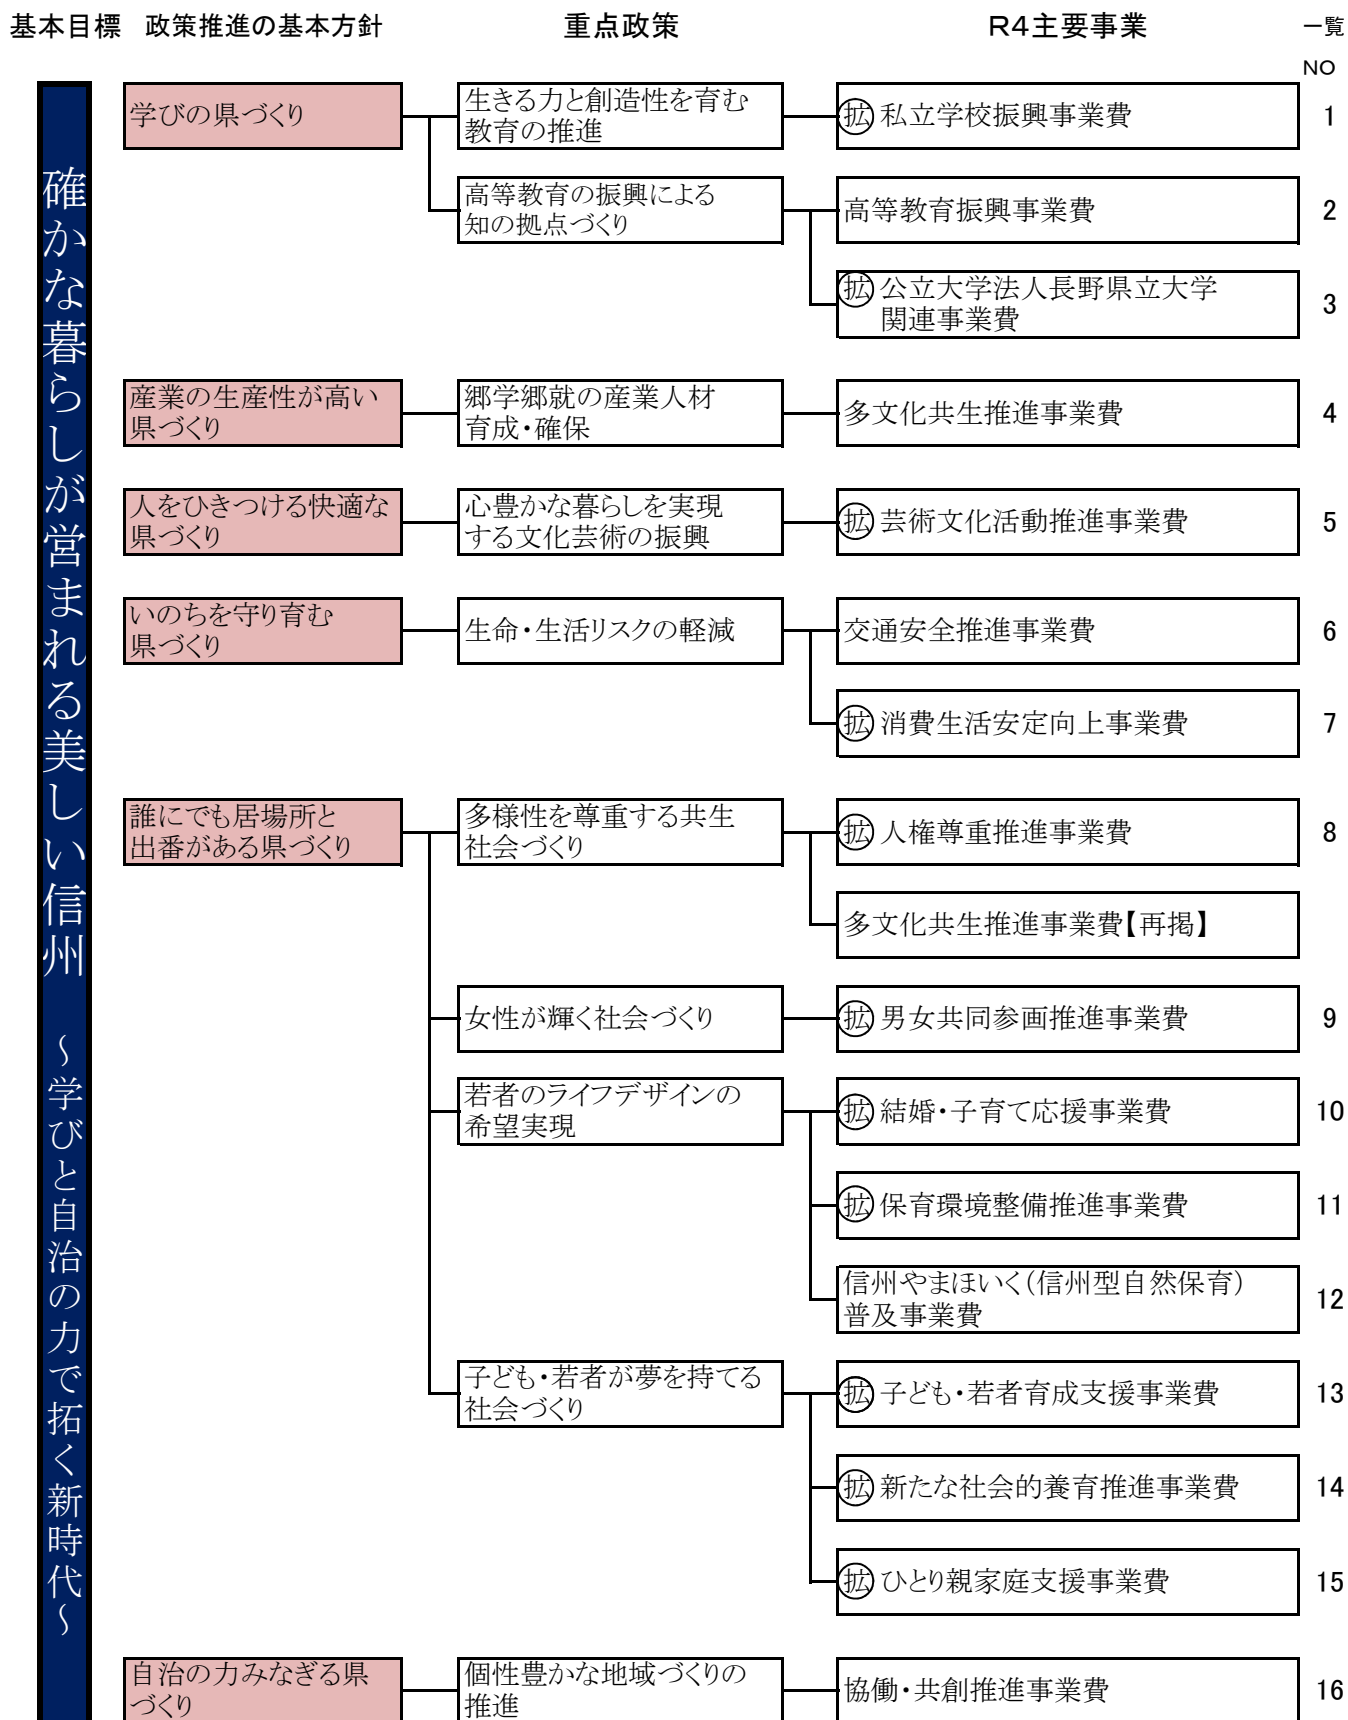 基本目標 政策推進の基本方針 重点政策 R4主要事業 一覧
NO
確かな暮らしが営まれる美しい信州 ~学びと自治の力で拓く新時代~
学びの県づくり
生きる力と創造性を育む
教育の推進
拡 私立学校振興事業費
1
高等教育の振興による
知の拠点づくり
高等教育振興事業費
2
拡 公立大学法人長野県立大学
関連事業費
3
産業の生産性が高い
県づくり
郷学郷就の産業人材
育成・確保
多文化共生推進事業費
4
人をひきつける快適な
県づくり
心豊かな暮らしを実現
する文化芸術の振興
拡 芸術文化活動推進事業費
5
いのちを守り育む
県づくり
生命・生活リスクの軽減
交通安全推進事業費
6
拡 消費生活安定向上事業費
7
誰にでも居場所と
出番がある県づくり
多様性を尊重する共生
社会づくり
拡 人権尊重推進事業費
8
多文化共生推進事業費【再掲】
女性が輝く社会づくり
拡 男女共同参画推進事業費
9
若者のライフデザインの
希望実現
拡 結婚・子育て応援事業費
10
拡 保育環境整備推進事業費
11
信州やまほいく(信州型自然保育)
普及事業費
12
子ども・若者が夢を持てる
社会づくり
拡 子ども・若者育成支援事業費
13
拡 新たな社会的養育推進事業費
14
拡 ひとり親家庭支援事業費
15
自治の力みなぎる県
づくり
個性豊かな地域づくりの
推進
協働・共創推進事業費
16